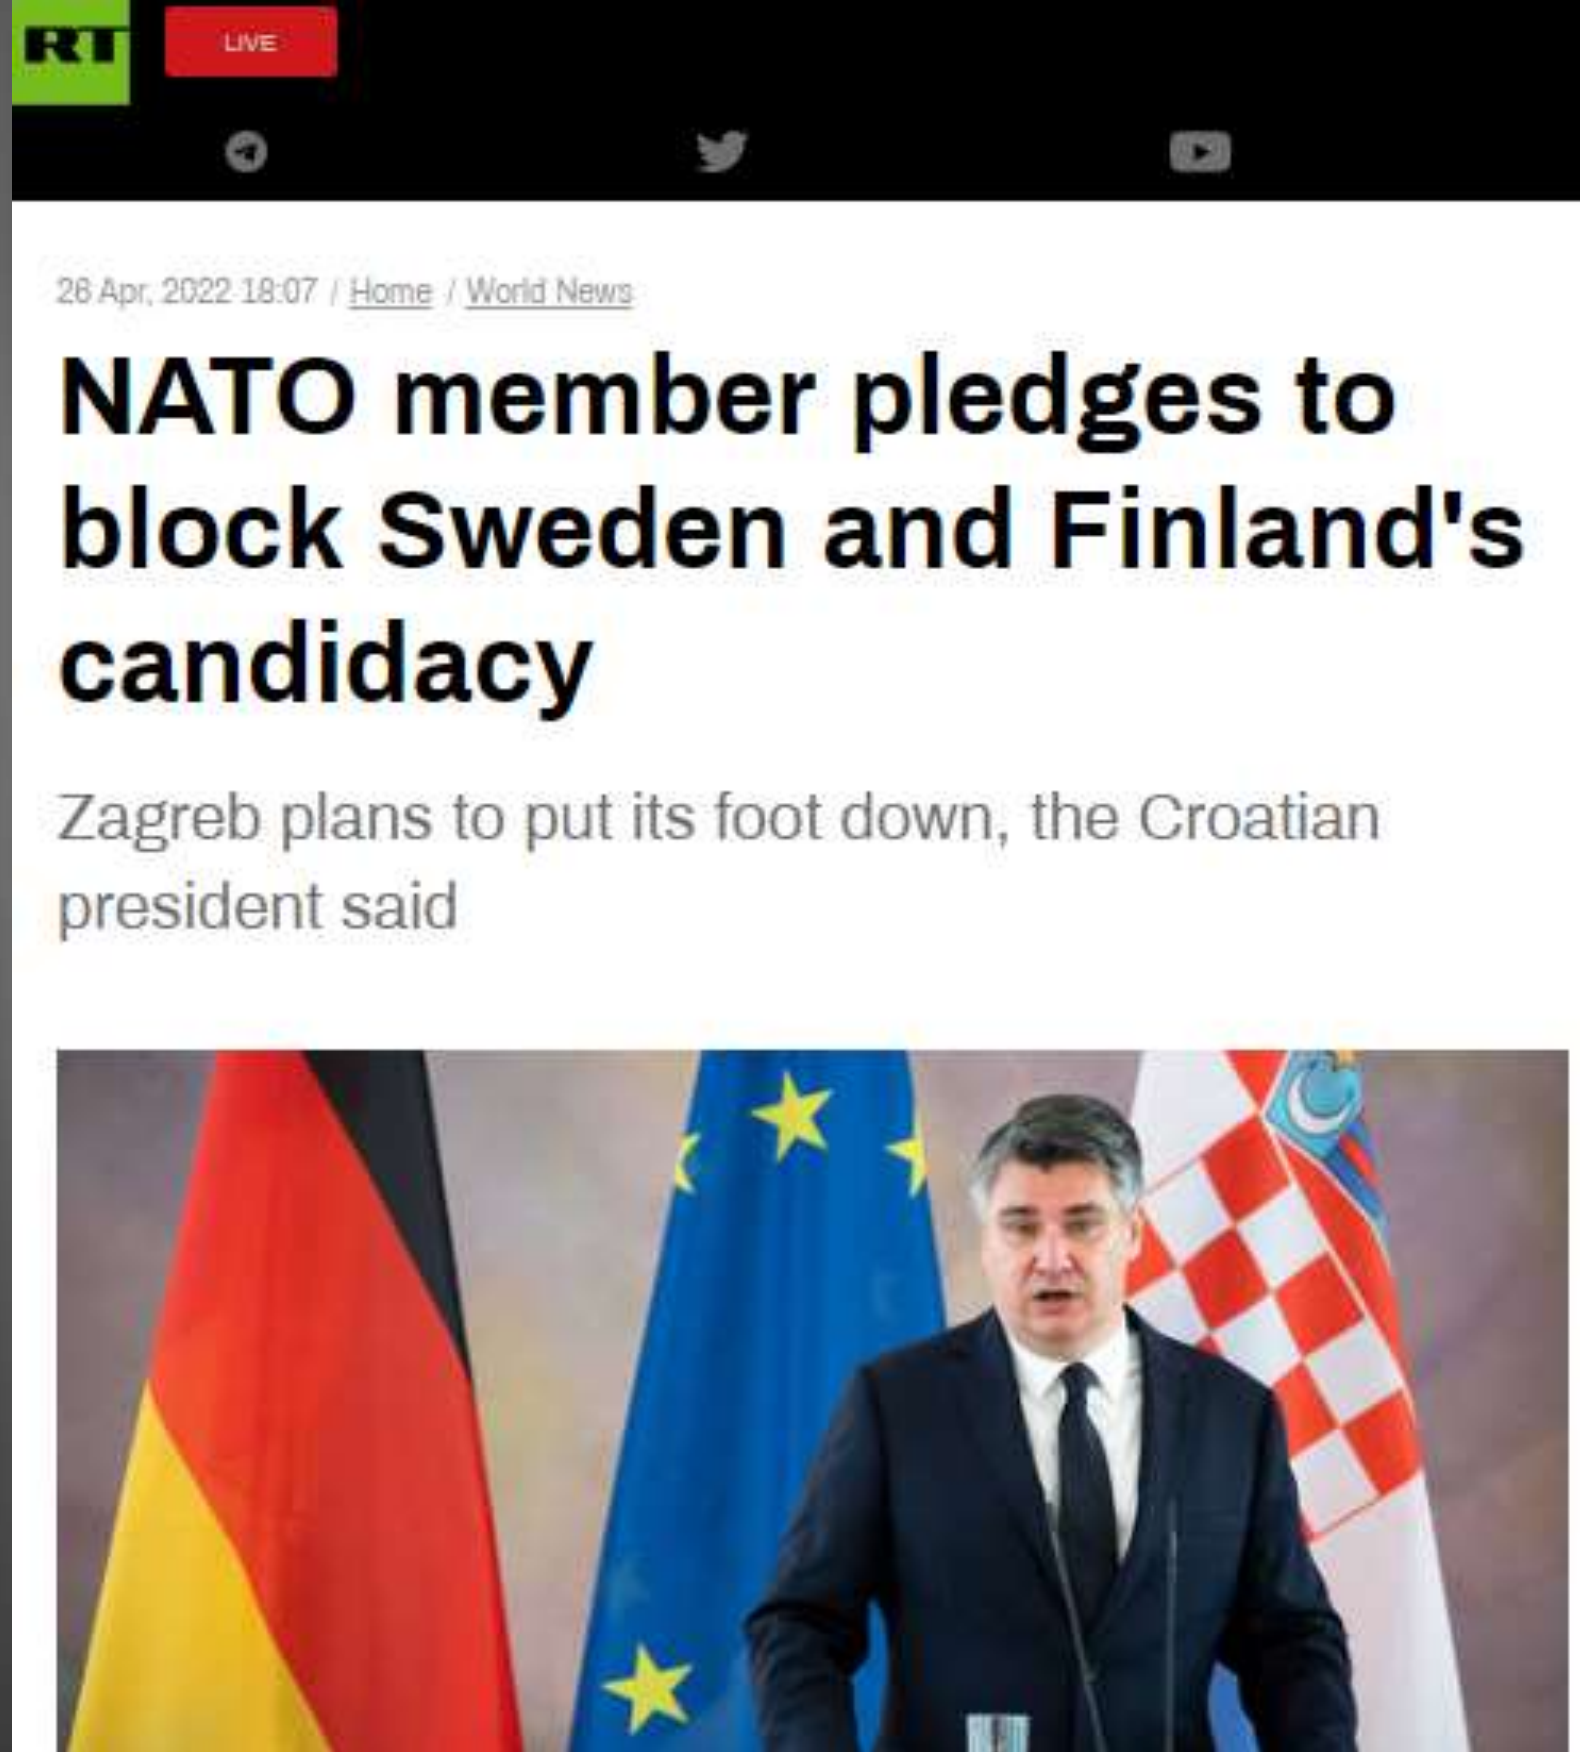 RT
LIVE
26 Apr, 2022 18:07 / Home / World News
NATO member pledges to
block Sweden and Finland's
candidacy
Zagreb plans to put its foot down, the Croatian
president said